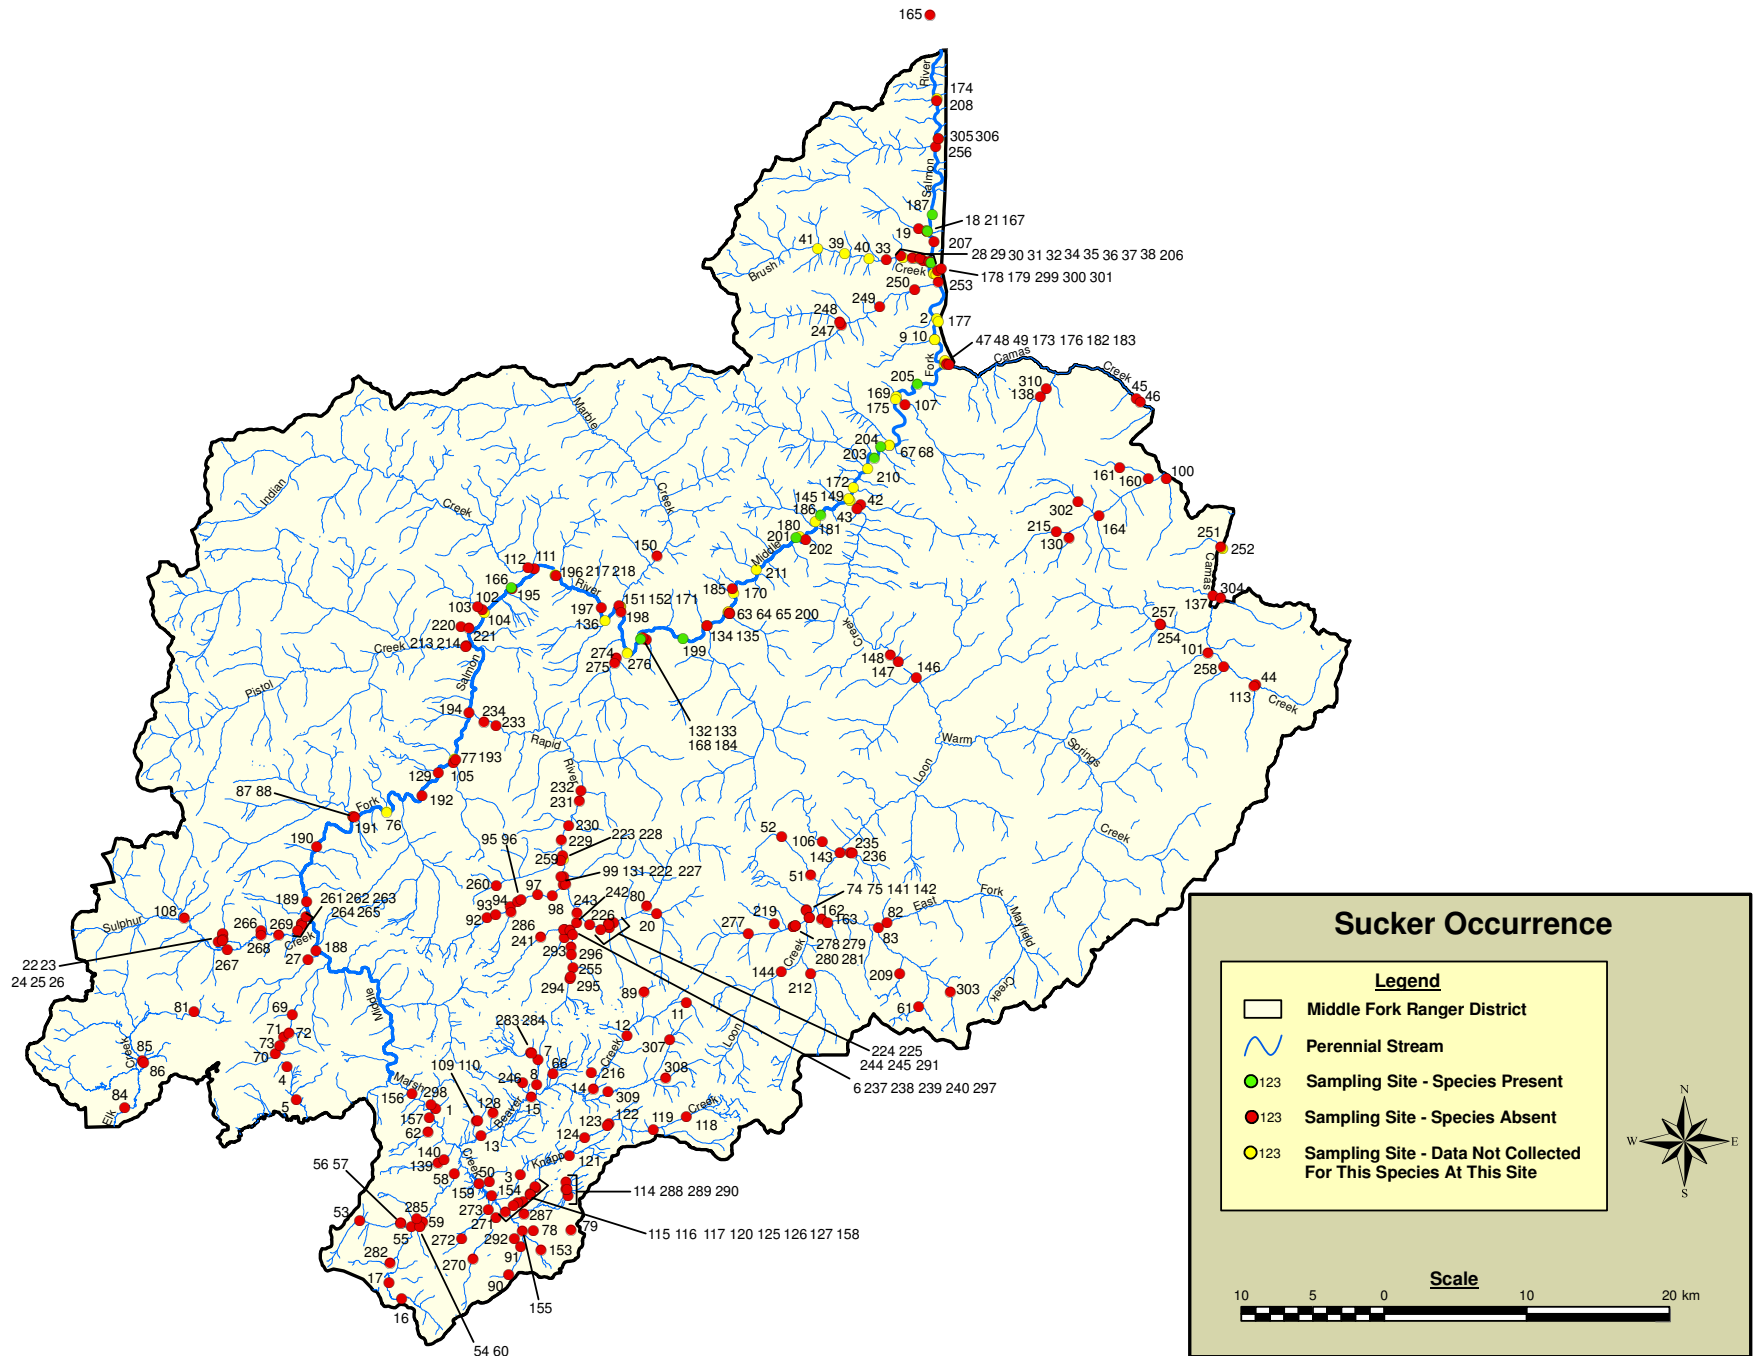 165
River
174
208
305 306
256
Salmon
187
18 21 167
19
207
41 39 40 33
28 29 30 31 32 34 35 36 37 38 206
Brush
Creek
178 179 299 300 301
250
253
249
248
247
2
177
9 10
47 48 49 173 176 182 183
Fork
Camas
Creek
205
310
138
45
46
169
175
107
Marble
204
203
67 68
210
161
160
100
Indian
Creek
Creek
172
145 149
42
186
43
302
164
180
181
201
202
215
130
251
252
Middle
150
112 111
196 217 218
211
166
195
River
185
170
Camas
304
137
102
103
104
197
136
151 152 171
198
63 64 65 200
257
254
220
221
Creek 213 214
134 135
199
Creek
274
275
276
148
147
146
101
258
44
113
Creek
Salmon
Pistol
194
234
233
132 133
168 184
Rapid
Warm
Springs
77 193
105
129
River
Loon
87 88
Fork
192
232
231
191
76
190
230
229
95 96
223 228
52
106
235
143
236
Creek
259
260
97
99 131 222 227
51
74 75 141 142
Fork
189
261 262 263
264 265
94
93
92
98
243
242
80
226
20
East
82
83
162
163
219
277
Mayfield
108
Sulphur
266
269
268
Creek
267
286
241
293
296
255
294
295
278 279
280 281
Creek
188
27
22 23
24 25 26
144
212
209
303
Creek
61
81
69
Middle
89
11
71
72
73
70
283 284
7
12
307
Loon
224 225
244 245 291
6 237 238 239 240 297
85
86
Creek
4
109 110
66
Creek
216
308
246
8
14
309
84
Elk
5
Marsh
156
298
1
157
62
128
15
Beaver
13
122
123
124
119
Creek
118
140
139
58
Creek
50
3
Knapp
121
56 57
159
154
114 288 289 290
53
285
59
55
273
271
287
78
79
115 116 117 120 125 126 127 158
272
292
91
153
282
270
17
90
16
155
54 60
Sucker Occurrence
Legend
Middle Fork Ranger District
Perennial Stream
123 Sampling Site - Species Present
123 Sampling Site - Species Absent
123 Sampling Site - Data Not Collected
For This Species At This Site
N
W E
S
Scale
10 5 0 10 20 km